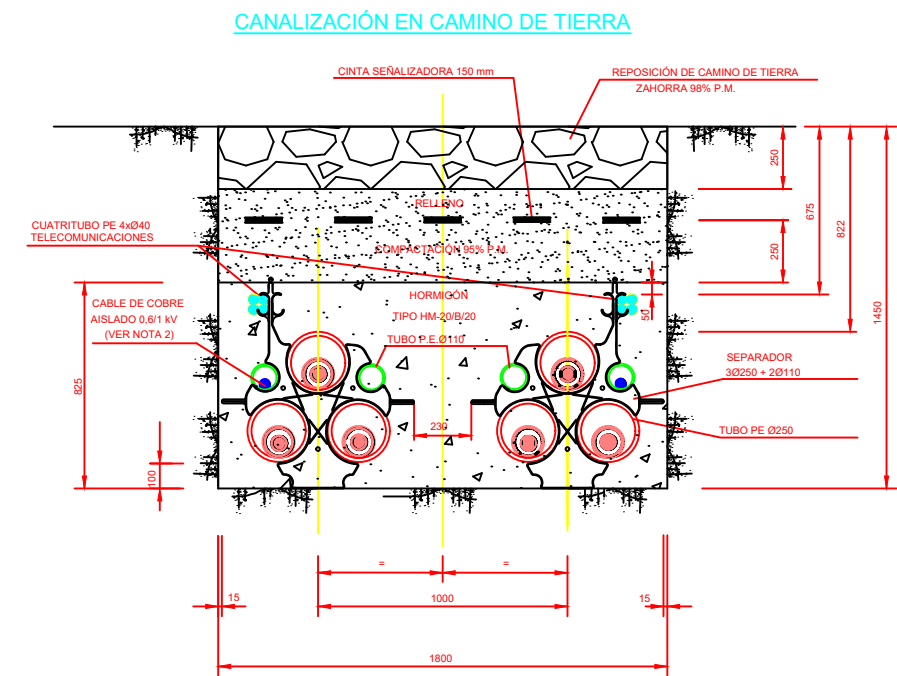 CANALIZACIÓN EN CAMINO DE TIERRA
CINTA SEÑALIZADORA 150 mm
REPOSICIÓN DE CAMINO DE TIERRA
ZAHORRA 98% P.M.
250
675
822
1450
RELLENO
CUATRITUBO PE 4xØ40
TELECOMUNICACIONES
COMPACTACIÓN 95% P.M.
250
HORMIGÓN
TIPO HM-20/B/20
50
CABLE DE COBRE
AISLADO 0,6/1 kV
(VER NOTA 2)
TUBO P.E.Ø110
SEPARADOR
3Ø250 + 2Ø110
825
230
TUBO PE Ø250
100
=
=
15
1000
15
1800